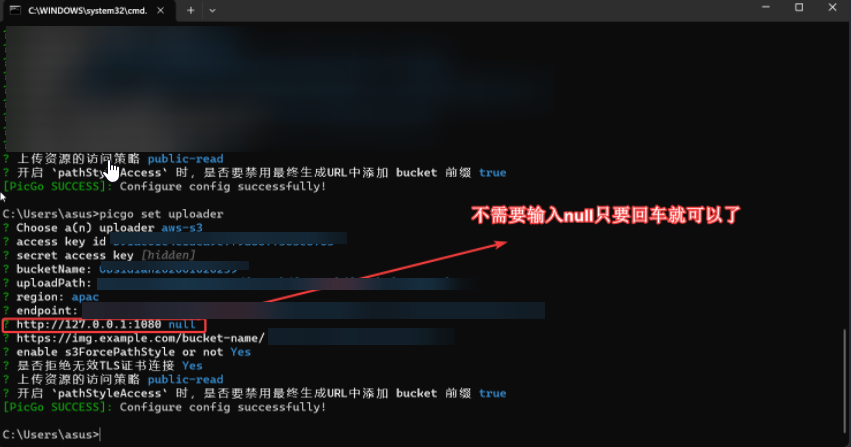 C:\WINDOWS\system32\cmd.
? 上传资源的访问策略 public-read
? 开启 `pathStyleAccess` 时，是否要禁用最终生成URL中添加 bucket 前缀 true
[PicGo SUCCESS]: Configure config successfully!
C:\Users\asus>picgo set uploader
不需要输入null只要回车就可以了
? Choose a(n) uploader aws-s3
? access key id
? secret access key [hidden]
? bucketName:
? uploadPath:
? region: apac
? endpoint:
? http://127.0.0.1:1080 null
? https://img.example.com/bucket-name/
? enable s3ForcePathStyle or not Yes
? 是否拒绝无效TLS证书连接 Yes
? 上传资源的访问策略 public-read
? 开启 `pathStyleAccess` 时，是否要禁用最终生成URL中添加 bucket 前缀 true
[PicGo SUCCESS]: Configure config successfully!
C:\Users\asus>